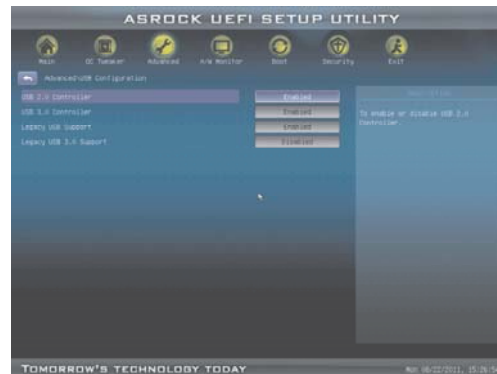 ASROCK UEFI SETUP UTILITY
Main OC Tweaker Advanced H/W Monitor Boot Security Exit
Advanced\USB Configuration
USB 2.0 Controller Enabled
USB 3.0 Controller Enabled
Legacy USB Support Enabled
Legacy USB 3.0 Support Disabled
Description
To enable or disable USB 2.0
Controller.
TOMORROW'S TECHNOLOGY TODAY